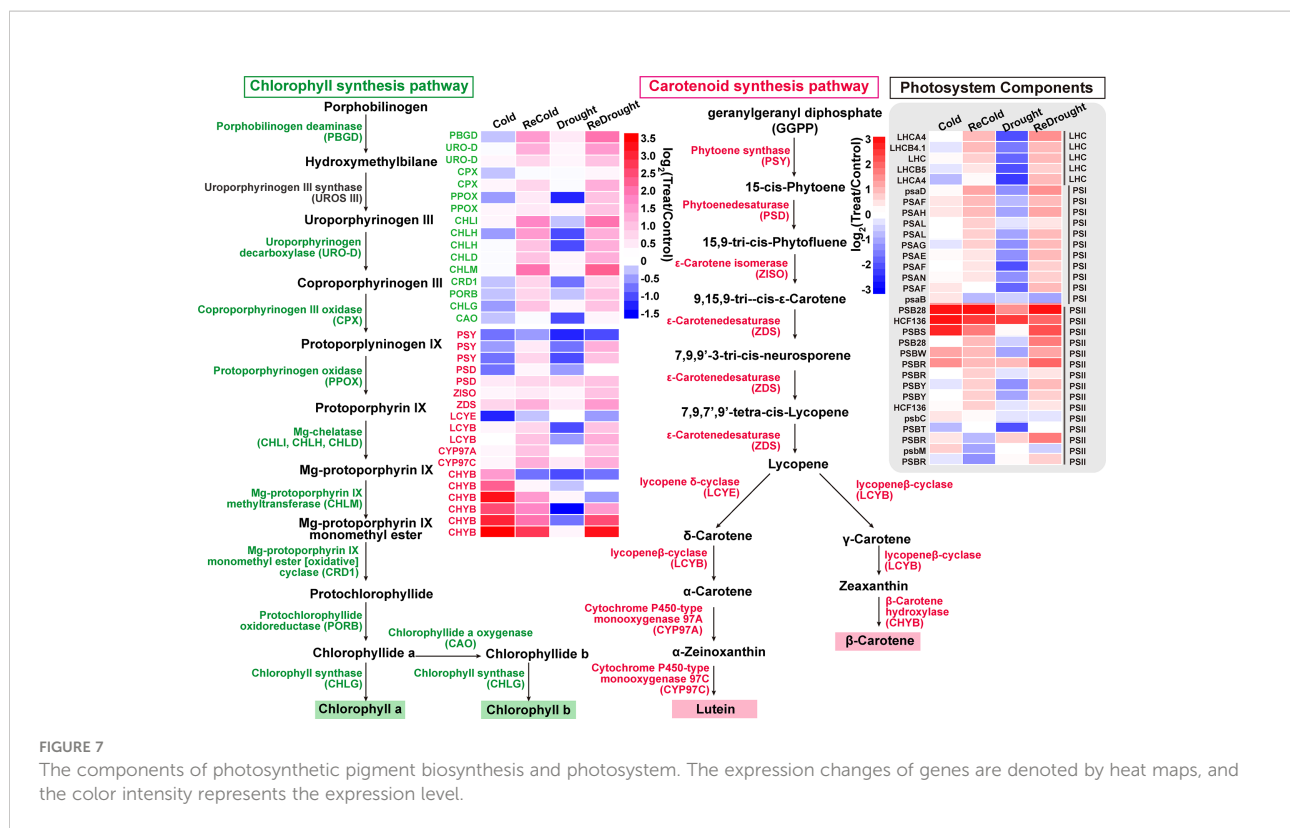 Chlorophyll synthesis pathway
Porphobilinogen
Porphobilinogen deaminase
(PBGD)
Hydroxymethylbilane
Uroporphyrinogen III synthase
(UROS III)
Uroporphyrinogen III
Uroporphyrinogen
decarboxylase (URO-D)
Coproporphyrinogen III
Coproporphyrinogen III oxidase
(CPX)
Protoporplyninogen IX
Protoporphyrinogen oxidase
(PPOX)
Protoporphyrin IX
Mg-chelatase
(CHLI, CHLH, CHLD)
Mg-protoporphyrin IX
Mg-protoporphyrin IX
methyltransferase (CHLM)
Mg-protoporphyrin IX
monomethyl ester
Mg-protoporphyrin IX
monomethyl ester [oxidative]
cyclase (CRD1)
Protochlorophyllide
Protochlorophyllide
oxidoreductase (PORB)
Chlorophyllide a
Chlorophyllide a oxygenase
(CAO)
Chlorophyllide b
Chlorophyll synthase
(CHLG)
Chlorophyll synthase
(CHLG)
Chlorophyll a
Chlorophyll b
Cold
ReCold
Drought
ReDrought
PBGD
URO-D
URO-D
CPX
CPX
PPOX
PPOX
CHLI
CHLH
CHLH
CHLD
CHLM
CRD1
PORB
CHLG
CAO
PSY
PSY
PSY
PSD
PSD
ZISO
ZDS
LCYE
LCYB
LCYB
CYP97A
CYP97C
CHYB
CHYB
CHYB
CHYB
CHYB
CHYB
3.5
3.0
2.5
2.0
1.5
1.0
0.5
0
-0.5
-1.0
-1.5
log2(Treat/Control)
Carotenoid synthesis pathway
geranylgeranyl diphosphate
(GGPP)
Phytoene synthase
(PSY)
15-cis-Phytoene
Phytoenedesaturase
(PSD)
15,9-tri-cis-Phytofluene
ε-Carotene isomerase
(ZISO)
9,15,9-tri--cis-ε-Carotene
ε-Carotenedesaturase
(ZDS)
7,9,9'-3-tri-cis-neurosporene
ε-Carotenedesaturase
(ZDS)
7,9,7',9'-tetra-cis-Lycopene
ε-Carotenedesaturase
(ZDS)
Lycopene
lycopene δ-cyclase
(LCYE)
lycopeneβ-cyclase
(LCYB)
δ-Carotene
γ-Carotene
lycopeneβ-cyclase
(LCYB)
lycopeneβ-cyclase
(LCYB)
α-Carotene
Zeaxanthin
Cytochrome P450-type
monooxygenase 97A
(CYP97A)
β-Carotene
hydroxylase
(CHYB)
α-Zeinoxanthin
β-Carotene
Cytochrome P450-type
monooxygenase 97C
(CYP97C)
Lutein
Photosystem Components
log2(Treat/Control)
3
2
1
0
-1
-2
-3
Cold
ReCold
Drought
ReDrought
LHCA4 LHC
LHCB4.1 LHC
LHC LHC
LHCB5 LHC
LHCA4 LHC
psaD PSI
PSAF PSI
PSAH PSI
PSAL PSI
PSAL PSI
PSAG PSI
PSAE PSI
PSAF PSI
PSAN PSI
PSAF PSI
psaB PSI
PSB28 PSII
HCF136 PSII
PSBS PSII
PSB28 PSII
PSBW PSII
PSBR PSII
PSBR PSII
PSBY PSII
PSBY PSII
HCF136 PSII
psbC PSII
PSBT PSII
PSBR PSII
psbM PSII
PSBR PSII
FIGURE 7
The components of photosynthetic pigment biosynthesis and photosystem. The expression changes of genes are denoted by heat maps, and
the color intensity represents the expression level.